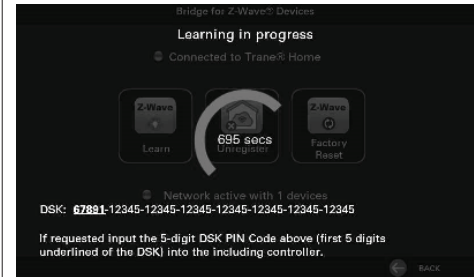 Bridge for Z-Wave® Devices
Learning in progress
Connected to Trane® Home
Z-Wave
Z-Wave
695 secs
Learn
Unregister
Factory
Reset
Network active with 1 devices
DSK: 67891-12345-12345-12345-12345-12345-12345-12345
If requested input the 5-digit DSK PIN Code above (first 5 digits
underlined of the DSK) into the including controller.
BACK